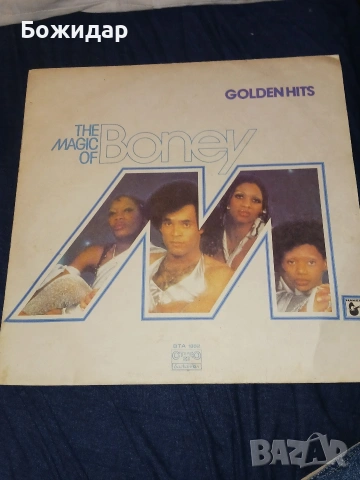 Божидар
GOLDEN HITS
THE
MAGIC
OF
Boney
M.
BAZAR